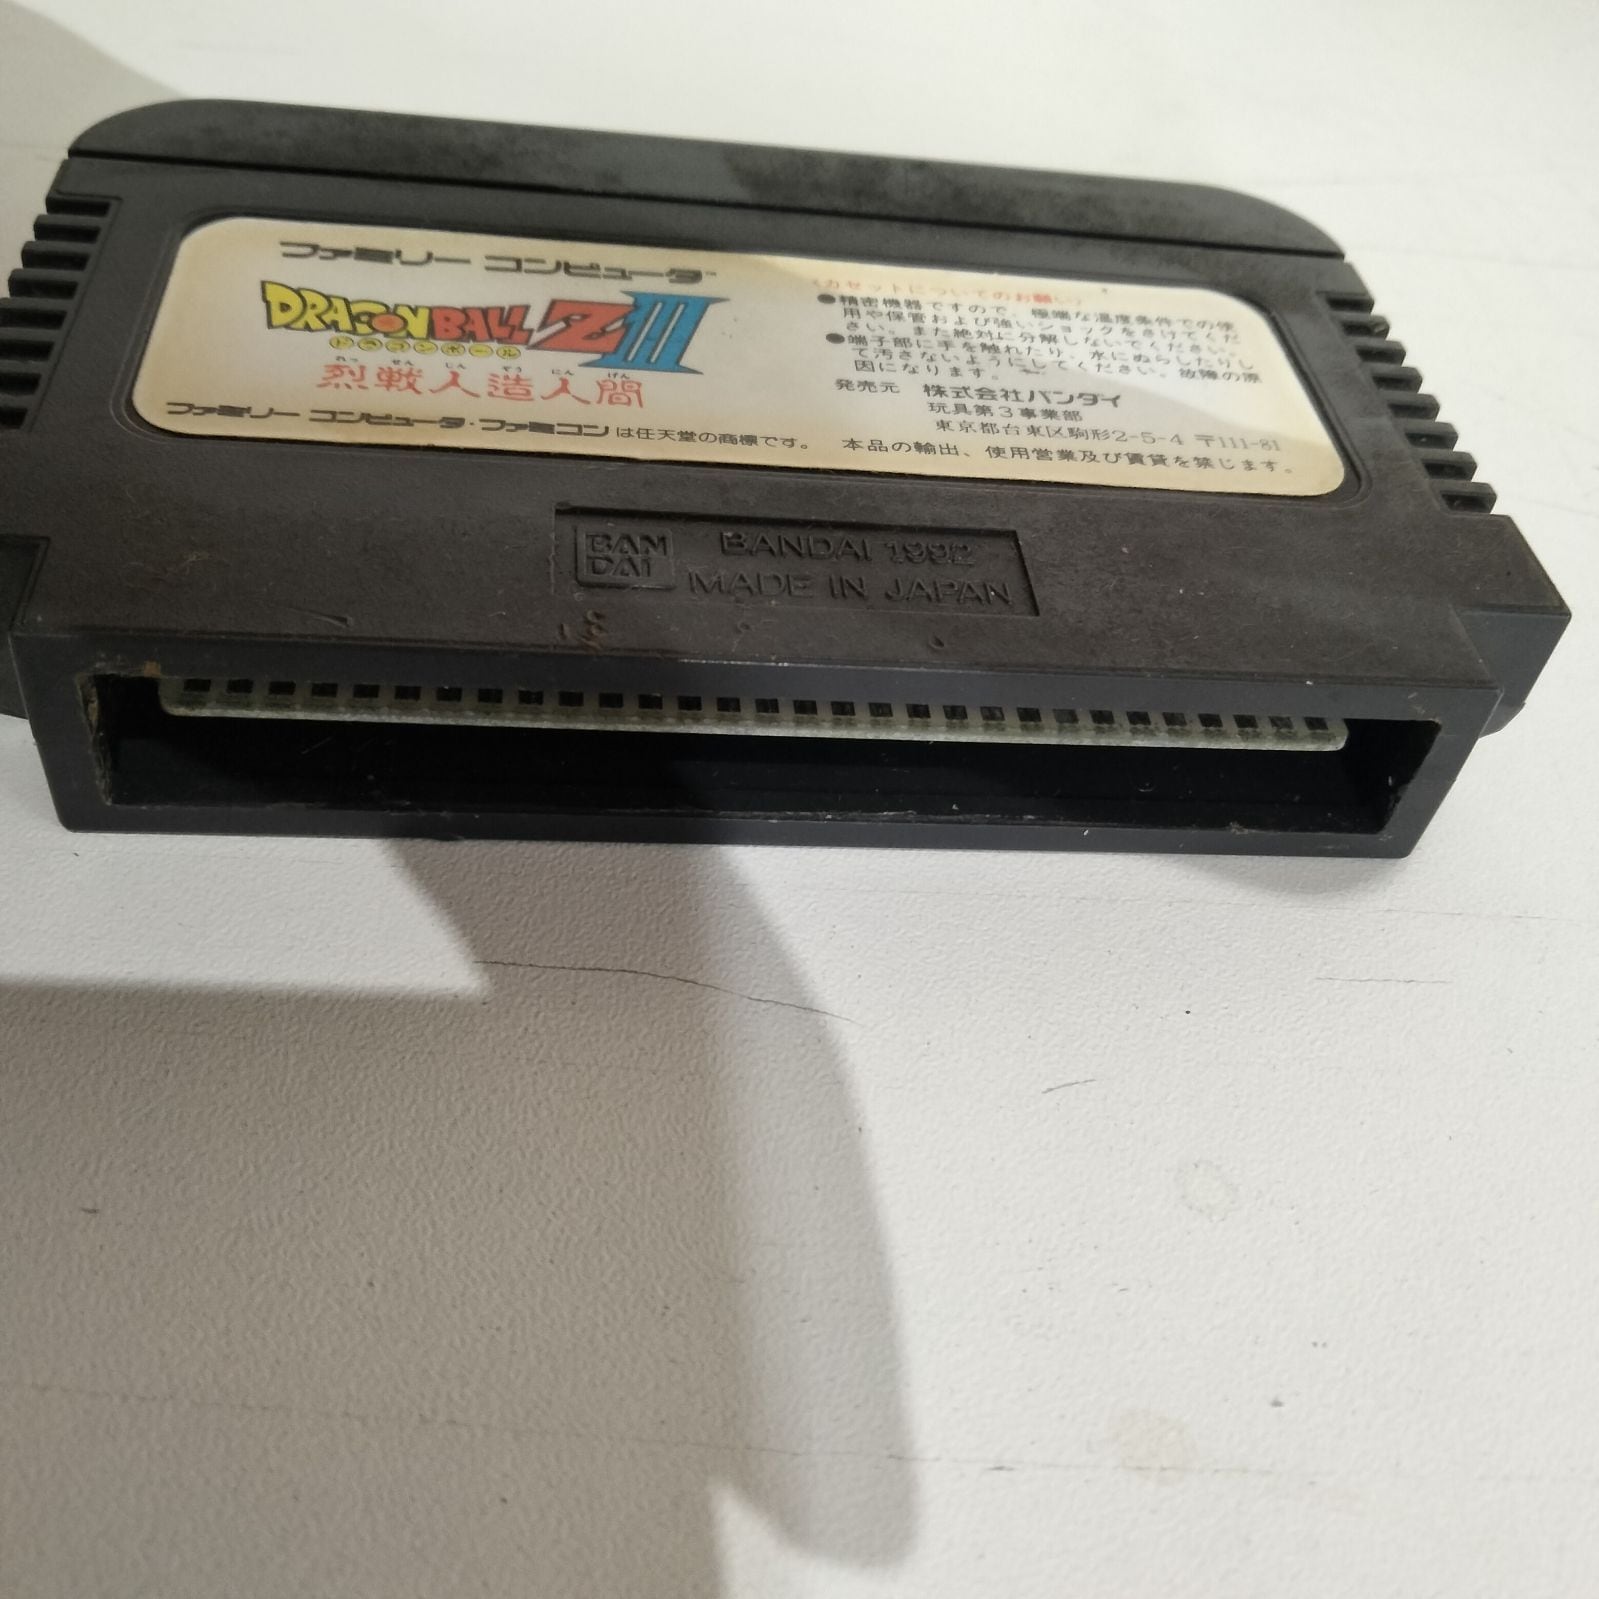 ファミリー コンピュータ™
DRAGON BALL Z III
ドラゴンボール
れっ せん じん ぞう にん げん
烈戦人造人間
ファミリー コンピュータ・ファミコンは任天堂の商標です。
〈カセットについてのお願い〉
●精密機器ですので、極端な温度条件での使
用や保管および強いショックをさけてくだ
さい。また絶対に分解しないでください。
●端子部に手を触れたり、水にぬらしたりし
て汚さないようにしてください。故障の原
因になります。
発売元 株式会社バンダイ
玩具第3事業部
東京都台東区駒形2-5-4 〒111-81
本品の輸出、使用営業及び賃貸を禁じます。
BAN
DAI
BANDAI 1992
MADE IN JAPAN